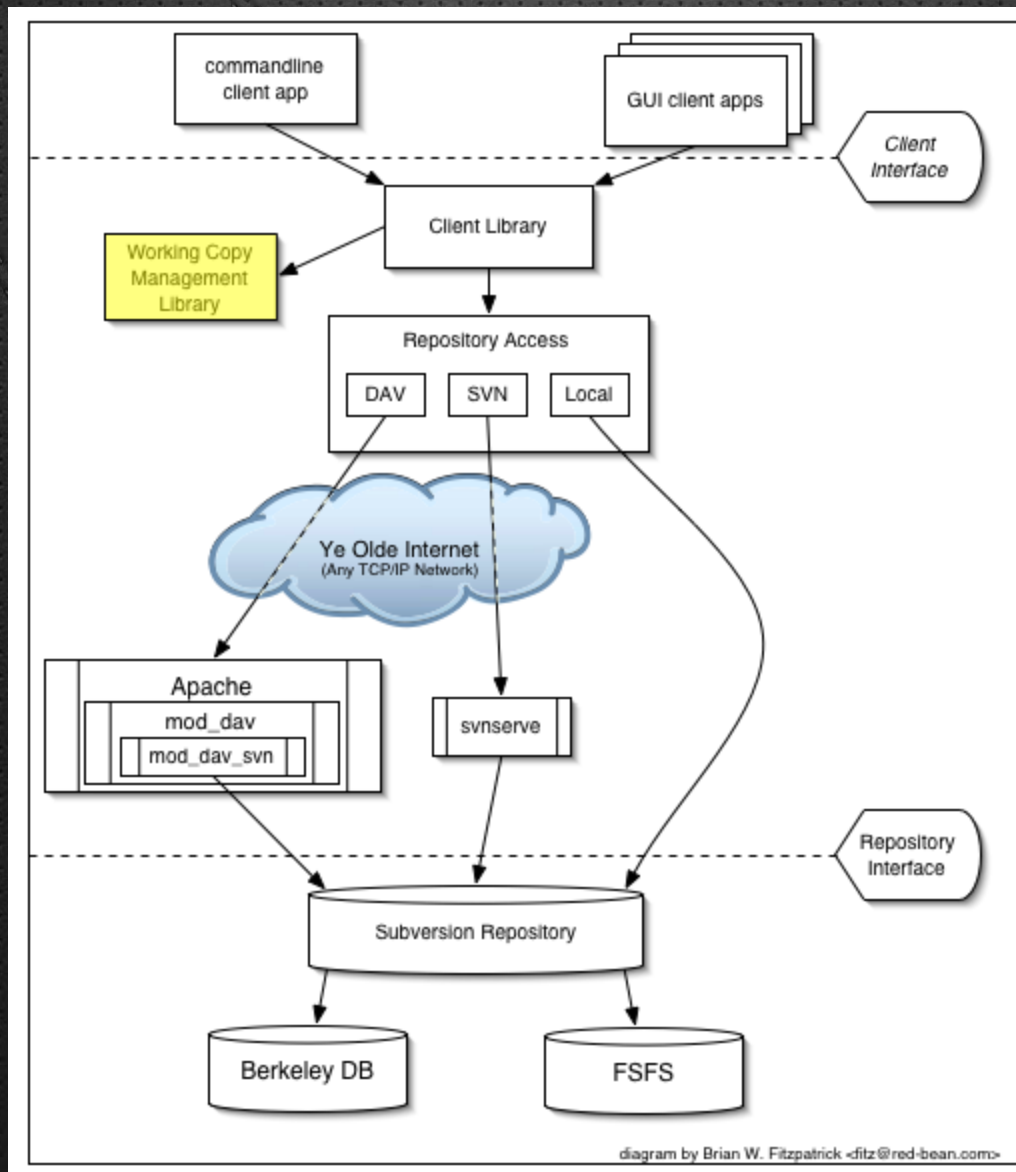 commandline
client app
GUI client apps
Client
Interface
Client Library
Working Copy
Management
Library
Repository Access
DAV
SVN
Local
Ye Olde Internet
(Any TCP/IP Network)
Apache
mod_dav
mod_dav_svn
svnserve
Repository
Interface
Subversion Repository
Berkeley DB
FSFS
diagram by Brian W. Fitzpatrick <fitz@red-bean.com>